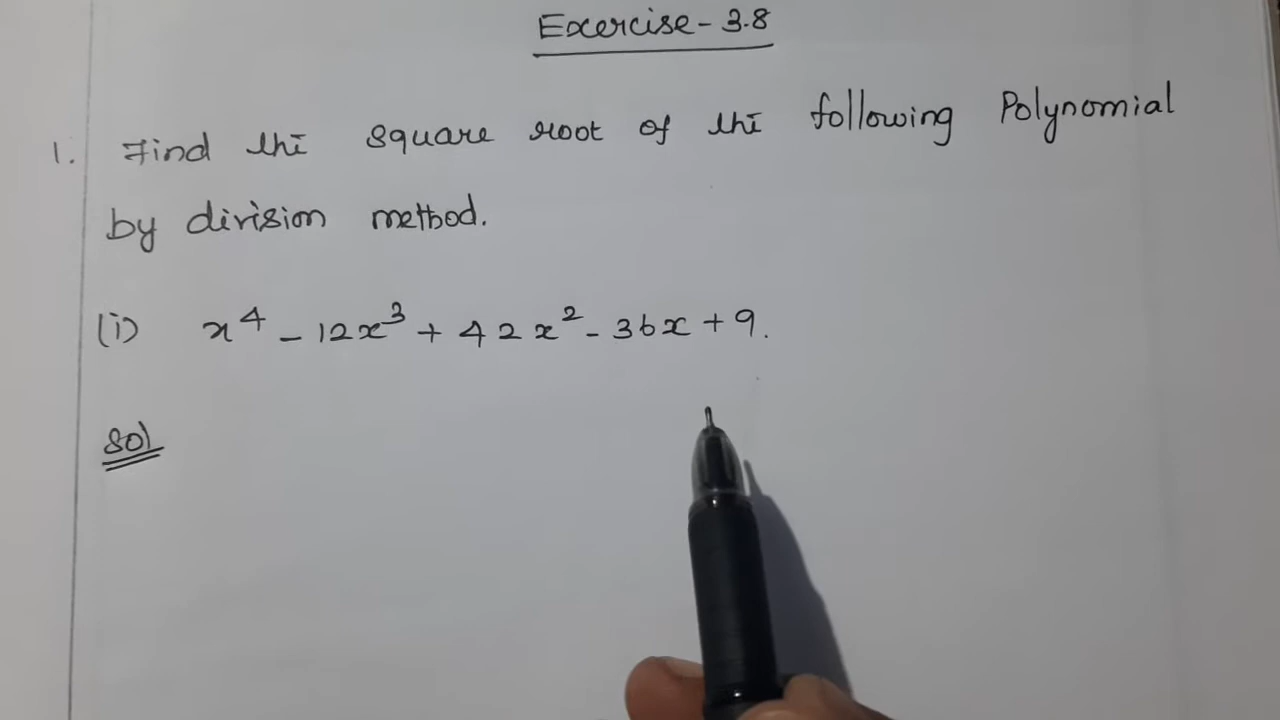 Exercise - 3.8
1. Find the square root of the following Polynomial
by division method.
(i) x⁴ - 12x³ + 42x² - 36x + 9.
Sol